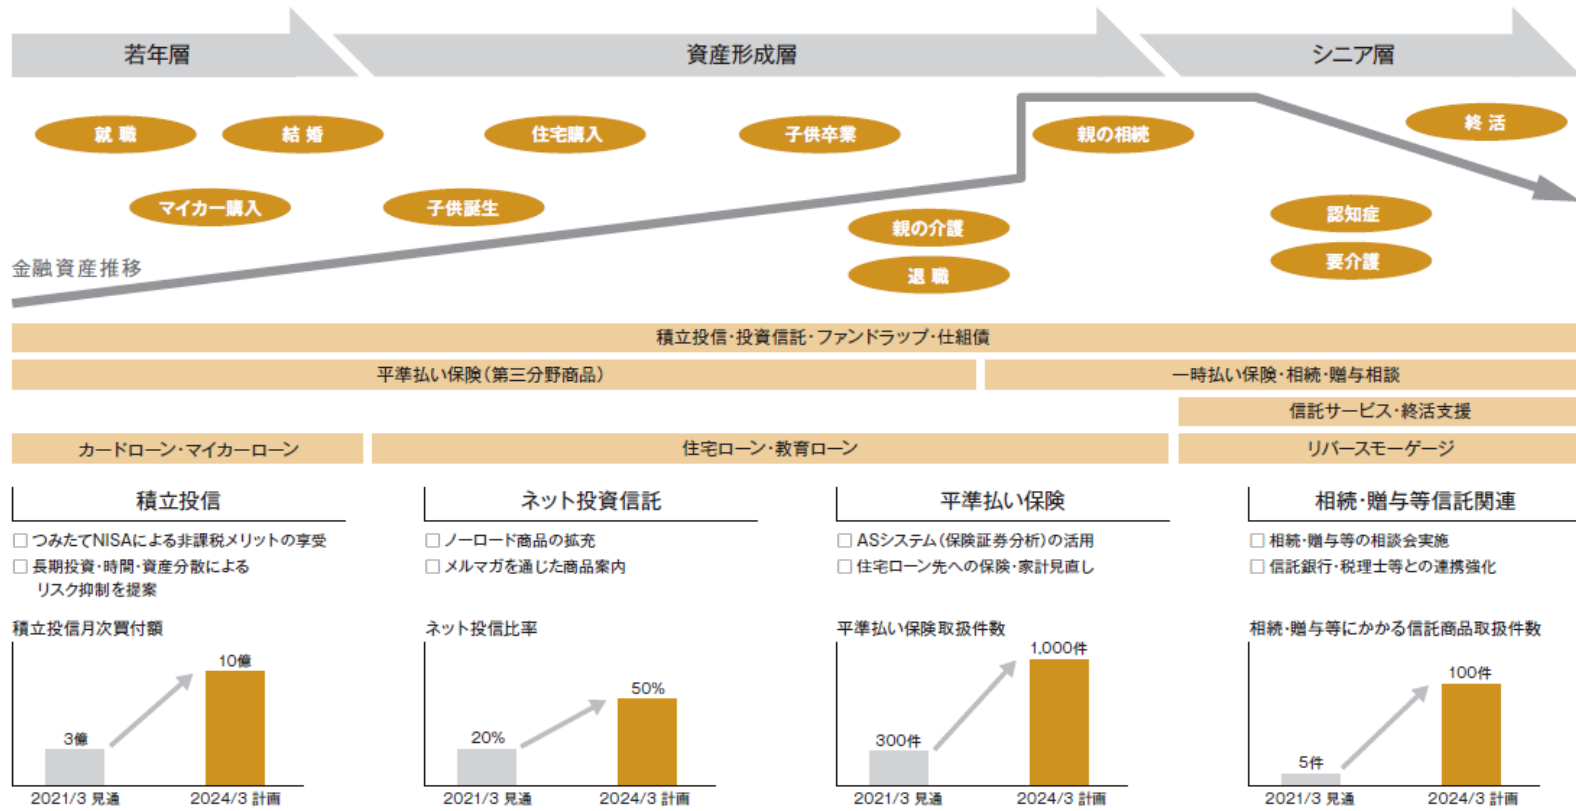 若年層
資産形成層
シニア層
就職
結婚
住宅購入
子供卒業
親の相続
終活
マイカー購入
子供誕生
親の介護
認知症
退職
要介護
金融資産推移
積立投信・投資信託・ファンドラップ・仕組債
平準払い保険(第三分野商品)
一時払い保険・相続・贈与相談
信託サービス・終活支援
カードローン・マイカーローン
住宅ローン・教育ローン
リバースモーゲージ
積立投信
□ つみたてNISAによる非課税メリットの享受
□ 長期投資・時間・資産分散による
リスク抑制を提案
積立投信月次買付額
10億
3億
2021/3 見通
2024/3 計画
ネット投資信託
□ ノーロード商品の拡充
□ メルマガを通じた商品案内
ネット投信比率
50%
20%
2021/3 見通
2024/3 計画
平準払い保険
□ ASシステム(保険証券分析)の活用
□ 住宅ローン先への保険・家計見直し
平準払い保険取扱件数
1,000件
300件
2021/3 見通
2024/3 計画
相続・贈与等信託関連
□ 相続・贈与等の相談会実施
□ 信託銀行・税理士等との連携強化
相続・贈与等にかかる信託商品取扱件数
100件
5件
2021/3 見通
2024/3 計画